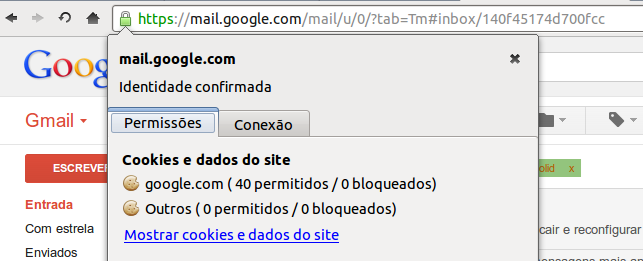 https://mail.google.com/mail/u/0/?tab=Tm#inbox/140f45174d700fcc
mail.google.com
Identidade confirmada
Permissões
Conexão
Cookies e dados do site
google.com ( 40 permitidos / 0 bloqueados)
Outros ( 0 permitidos / 0 bloqueados)
Mostrar cookies e dados do site
Goog
Gmail
ESCREVER
Entrada
Com estrela
Enviados
olid x
cair e reconfigurar